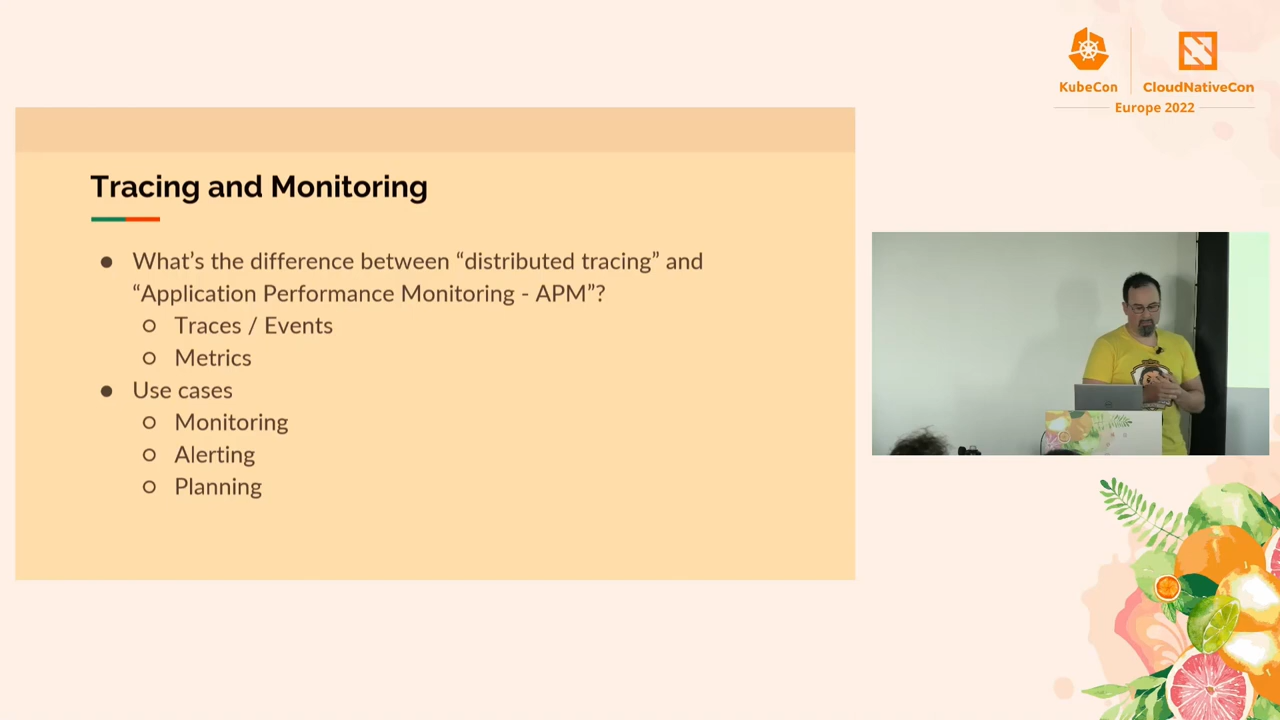 KubeCon
CloudNativeCon
Europe 2022
Tracing and Monitoring
● What’s the difference between “distributed tracing” and
“Application Performance Monitoring - APM”?
○ Traces / Events
○ Metrics
● Use cases
○ Monitoring
○ Alerting
○ Planning